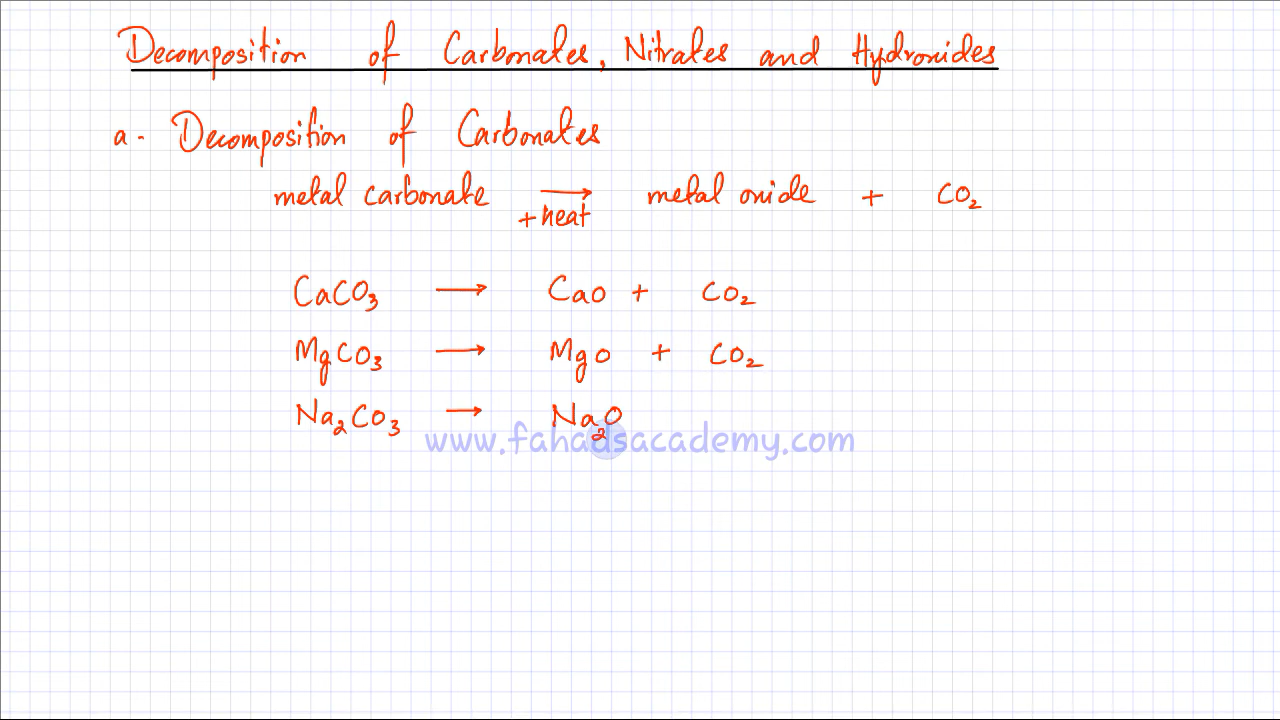 Decomposition of Carbonates, Nitrates and Hydroxides
a. Decomposition of Carbonates
metal carbonate → metal oxide + CO₂
+heat
CaCO₃ → CaO + CO₂
MgCO₃ → MgO + CO₂
Na₂CO₃ → Na₂O
www.fahadsacademy.com